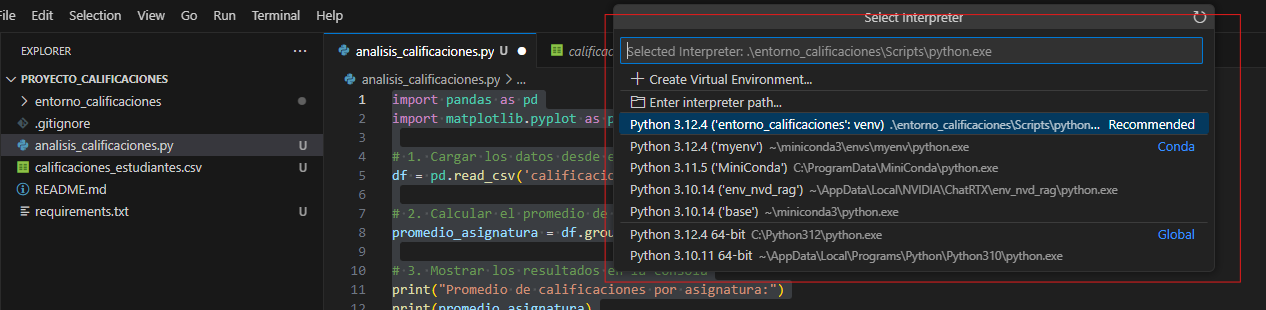 File Edit Selection View Go Run Terminal Help
EXPLORER ...
PROYECTO_CALIFICACIONES
entorno_calificaciones
.gitignore
analisis_calificaciones.py U
calificaciones_estudiantes.csv U
README.md U
requirements.txt U
analisis_calificaciones.py U
analisis_calificaciones.py > ...
1 import pandas as pd
2 import matplotlib.pyplot as
3
4 # 1. Cargar los datos desde
5 df = pd.read_csv('calificacio
6
7 # 2. Calcular el promedio de
8 promedio_asignatura = df.grou
9
10 # 3. Mostrar los resultados en la consola
11 print("Promedio de calificaciones por asignatura:")
12 print(promedio_asignatura)
Select Interpreter
Selected Interpreter: .\entorno_calificaciones\Scripts\python.exe
+ Create Virtual Environment...
Enter interpreter path...
Python 3.12.4 ('entorno_calificaciones': venv) .\entorno_calificaciones\Scripts\python... Recommended
Python 3.12.4 ('myenv') ~\miniconda3\envs\myenv\python.exe Conda
Python 3.11.5 ('MiniConda') C:\ProgramData\MiniConda\python.exe
Python 3.10.14 ('env_nvd_rag') ~\AppData\Local\NVIDIA\ChatRTX\env_nvd_rag\python.exe
Python 3.10.14 ('base') ~\miniconda3\python.exe
Python 3.12.4 64-bit C:\Python312\python.exe Global
Python 3.10.11 64-bit ~\AppData\Local\Programs\Python\Python310\python.exe